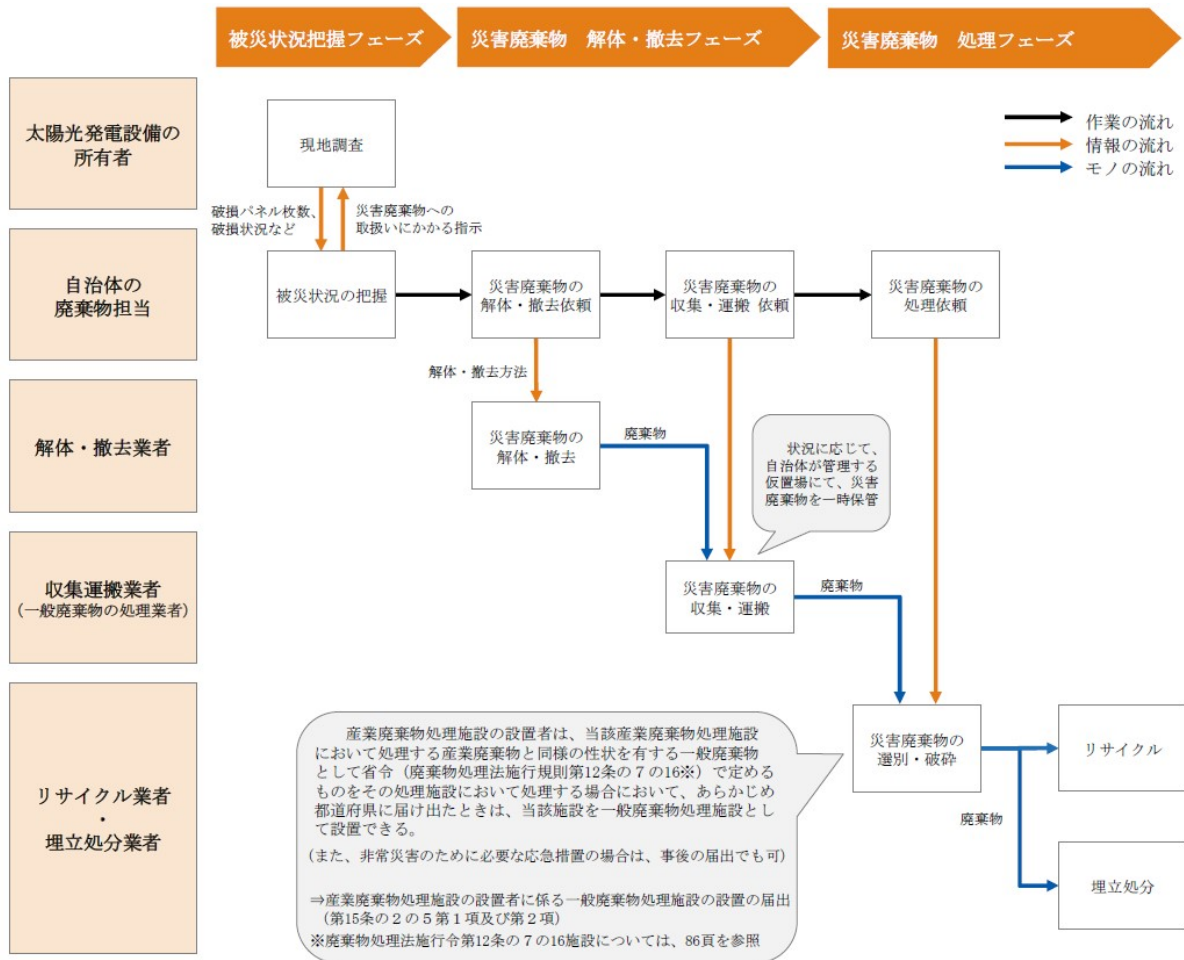 被災状況把握フェーズ
災害廃棄物　解体・撤去フェーズ
災害廃棄物　処理フェーズ
作業の流れ
情報の流れ
モノの流れ
太陽光発電設備の
所有者
現地調査
破損パネル枚数、
破損状況など
災害廃棄物への
取扱いにかかる指示
自治体の
廃棄物担当
被災状況の把握
災害廃棄物の
解体・撤去依頼
災害廃棄物の
収集・運搬 依頼
災害廃棄物の
処理依頼
解体・撤去方法
解体・撤去業者
災害廃棄物の
解体・撤去
廃棄物
状況に応じて、
自治体が管理する
仮置場にて、災害
廃棄物を一時保管
収集運搬業者
（一般廃棄物の処理業者）
災害廃棄物の
収集・運搬
廃棄物
リサイクル業者
・
埋立処分業者
産業廃棄物処理施設の設置者は、当該産業廃棄物処理施設
において処理する産業廃棄物と同様の性状を有する一般廃棄物
として省令（廃棄物処理法施行規則第12条の７の16※）で定める
ものをその処理施設において処理する場合において、あらかじめ
都道府県に届け出たときは、当該施設を一般廃棄物処理施設とし
て設置できる。
(また、非常災害のために必要な応急措置の場合は、事後の届出でも可)
⇒産業廃棄物処理施設の設置者に係る一般廃棄物処理施設の設置の届出
（第15条の２の５第１項及び第２項）
※廃棄物処理法施行令第12条の７の16施設については、86頁を参照
災害廃棄物の
選別・破砕
リサイクル
廃棄物
埋立処分